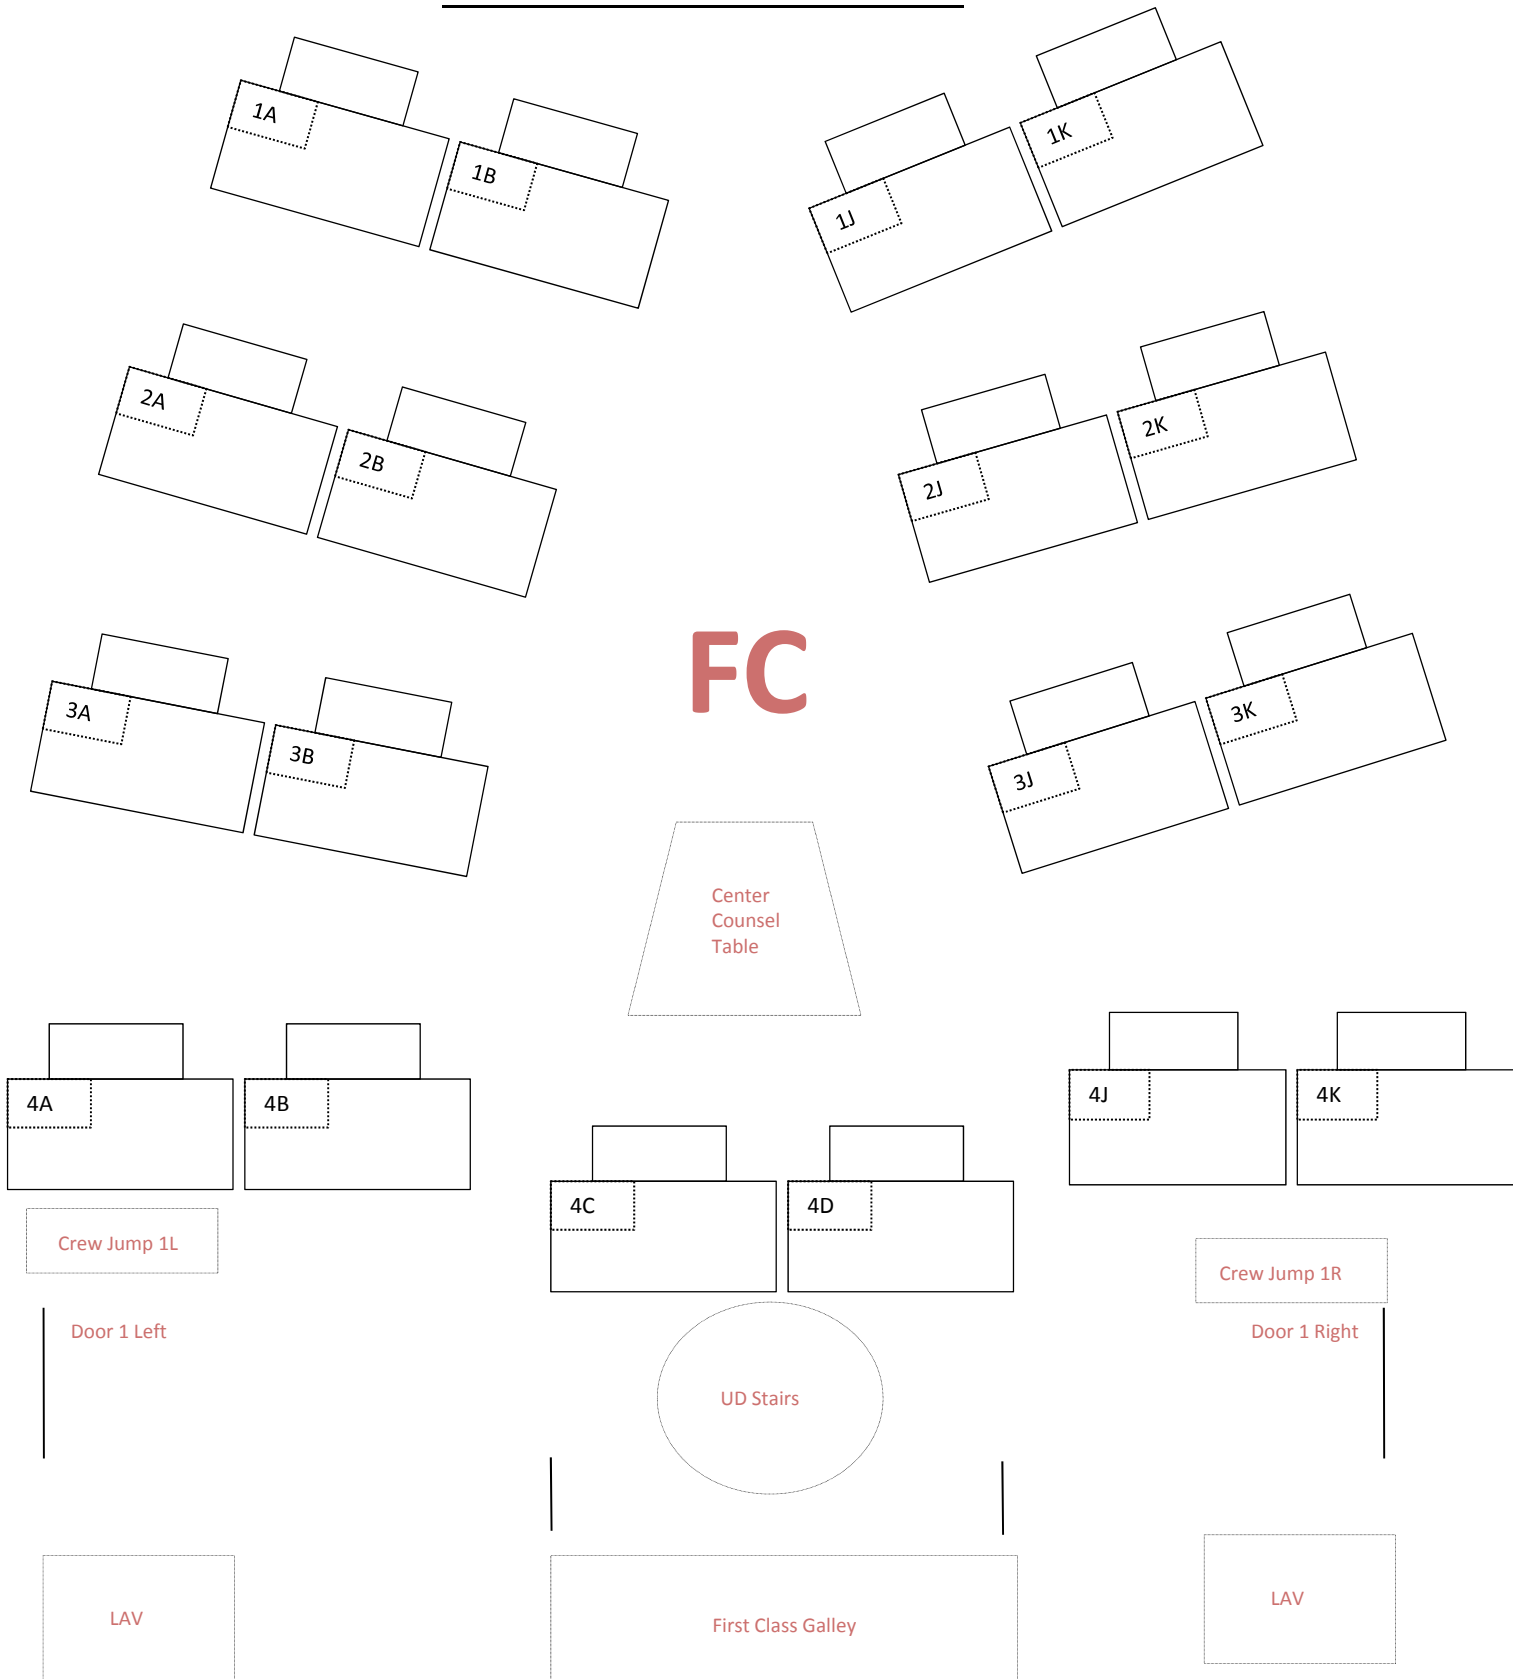 1A
1B
1J
1K
2A
2B
2J
2K
FC
3A
3B
3J
3K
Center
Counsel
Table
4A
4B
4J
4K
4C
4D
Crew Jump 1L
Crew Jump 1R
Door 1 Left
Door 1 Right
UD Stairs
LAV
First Class Galley
LAV